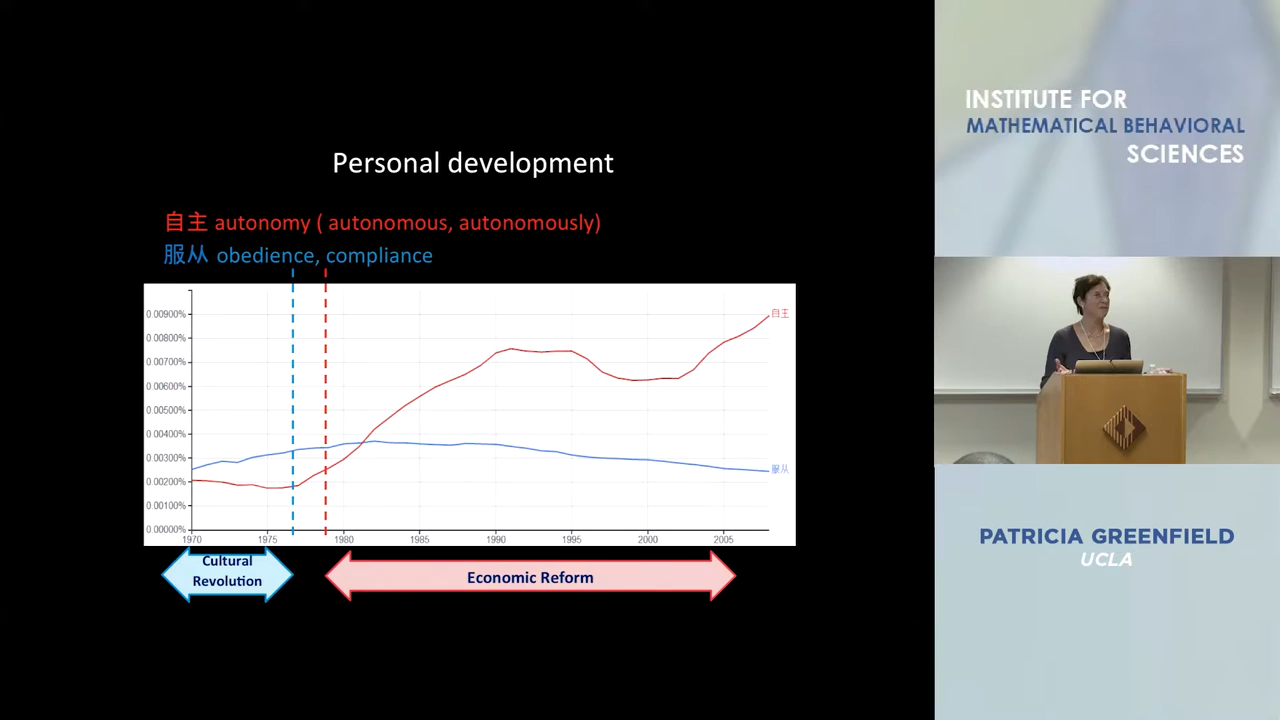 Personal development
自主 autonomy ( autonomous, autonomously)
服从 obedience, compliance
0.00900%
0.00800%
0.00700%
0.00600%
0.00500%
0.00400%
0.00300%
0.00200%
0.00100%
0.00000%
自主
服从
1970
1975
1980
1985
1990
1995
2000
2005
Cultural
Revolution
Economic Reform
INSTITUTE FOR
MATHEMATICAL BEHAVIORAL
SCIENCES
PATRICIA GREENFIELD
UCLA